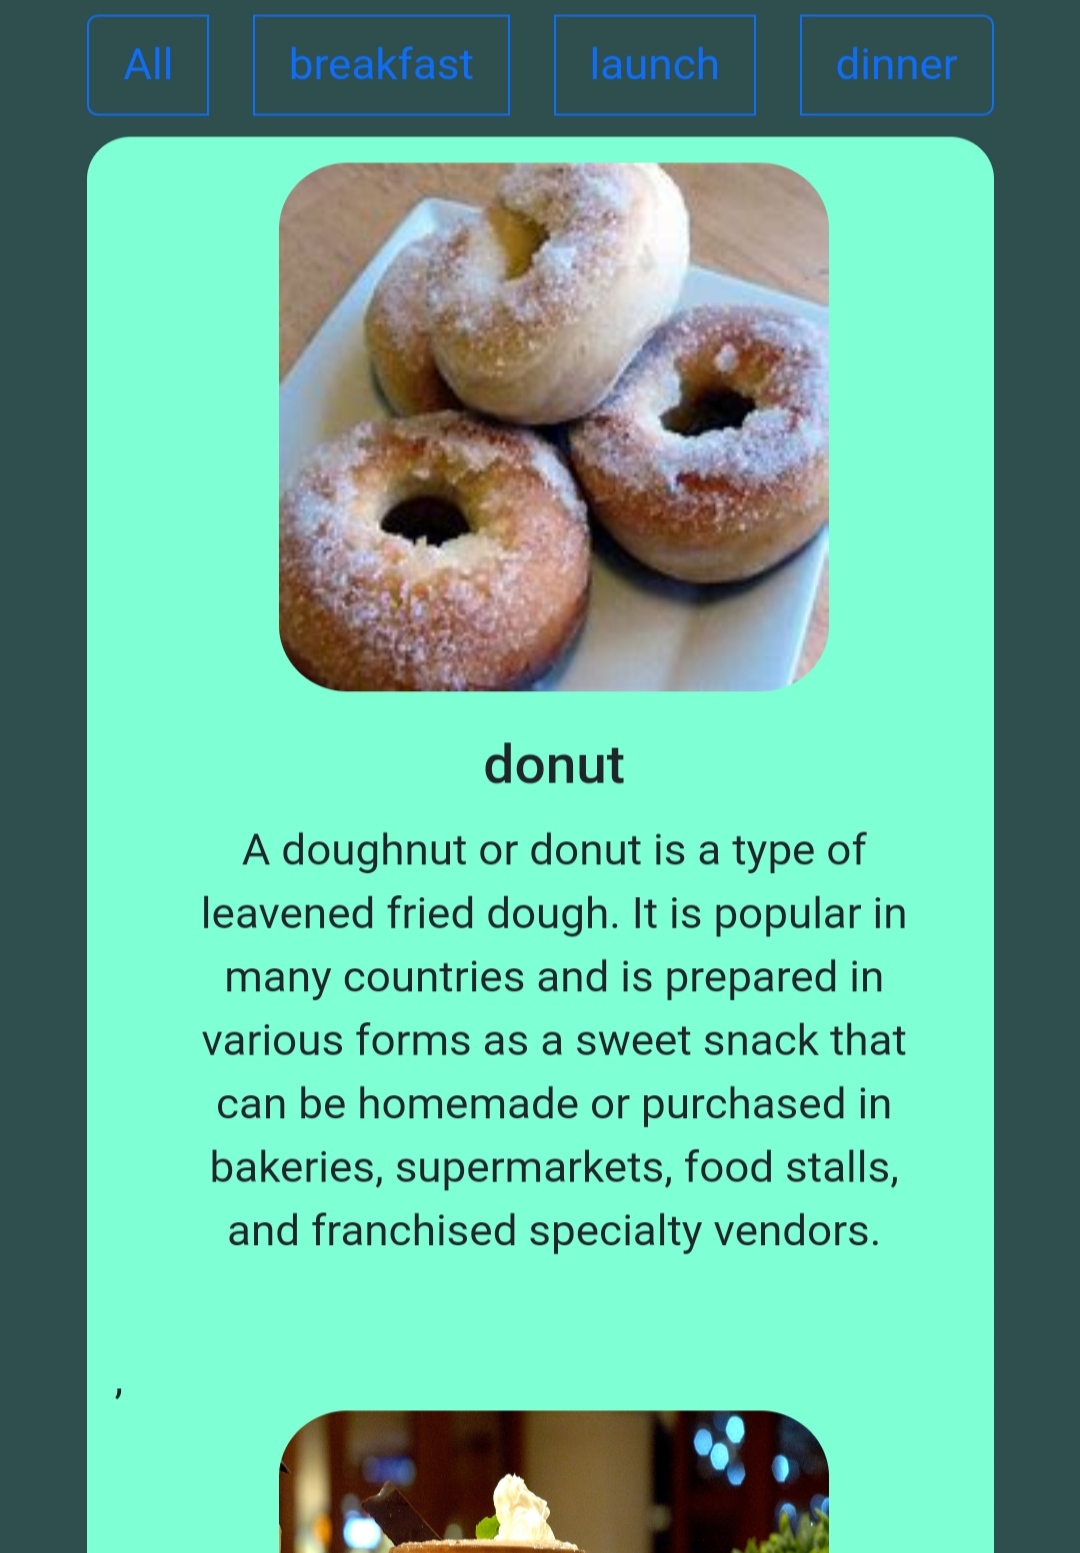 All breakfast launch dinner
donut
A doughnut or donut is a type of
leavened fried dough. It is popular in
many countries and is prepared in
various forms as a sweet snack that
can be homemade or purchased in
bakeries, supermarkets, food stalls,
and franchised specialty vendors.
,